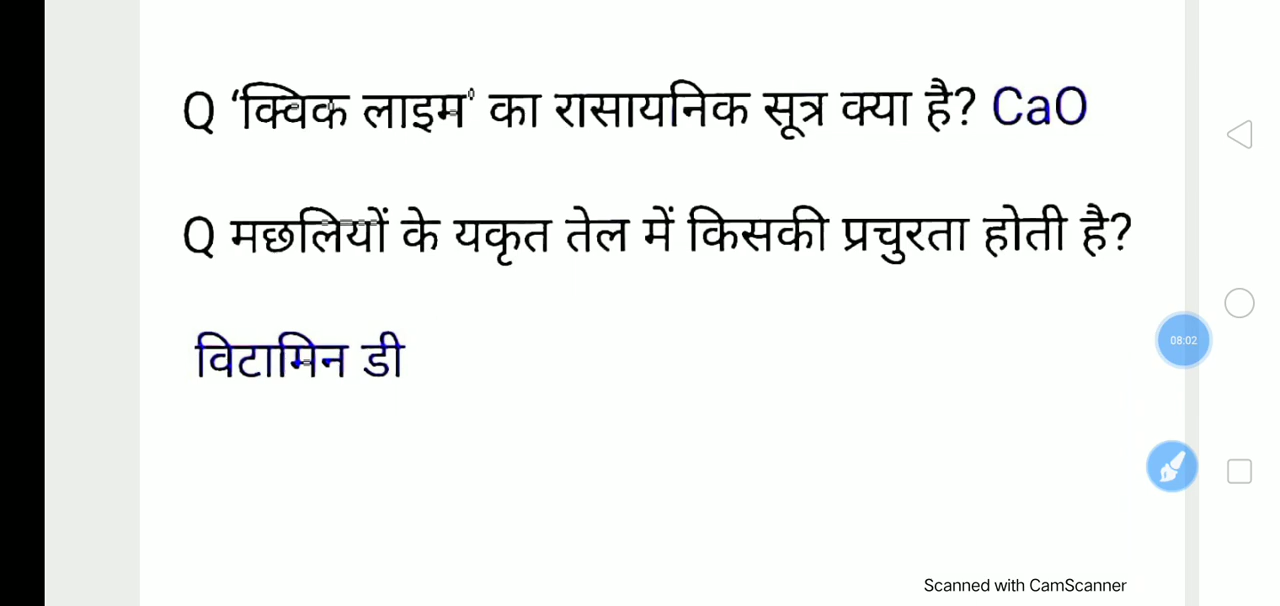 Q ‘क्विक लाइम’ का रासायनिक सूत्र क्या है? CaO
Q मछलियों के यकृत तेल में किसकी प्रचुरता होती है?
विटामिन डी
08:02
Scanned with CamScanner